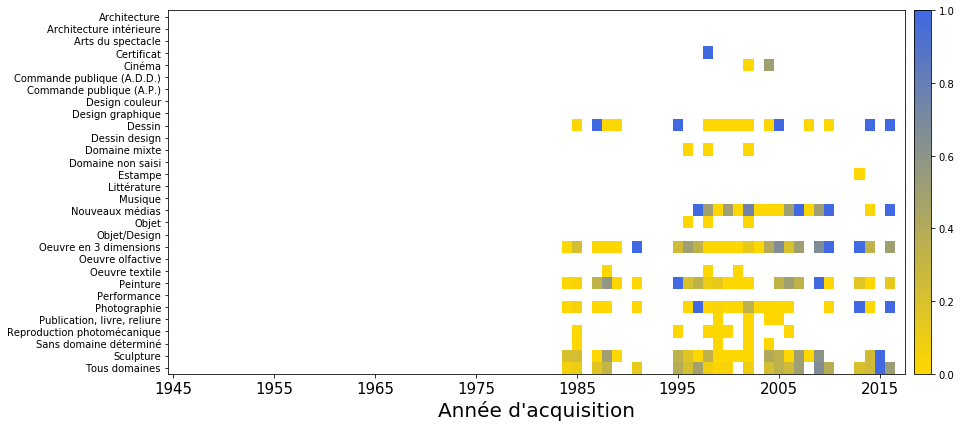 Architecture
Architecture intérieure
Arts du spectacle
Certificat
Cinéma
Commande publique (A.D.D.)
Commande publique (A.P.)
Design couleur
Design graphique
Dessin
Dessin design
Domaine mixte
Domaine non saisi
Estampe
Littérature
Musique
Nouveaux médias
Objet
Objet/Design
Oeuvre en 3 dimensions
Oeuvre olfactive
Oeuvre textile
Peinture
Performance
Photographie
Publication, livre, reliure
Reproduction photomécanique
Sans domaine déterminé
Sculpture
Tous domaines
1945 1955 1965 1975 1985 1995 2005 2015
Année d'acquisition
1.0
0.8
0.6
0.4
0.2
0.0